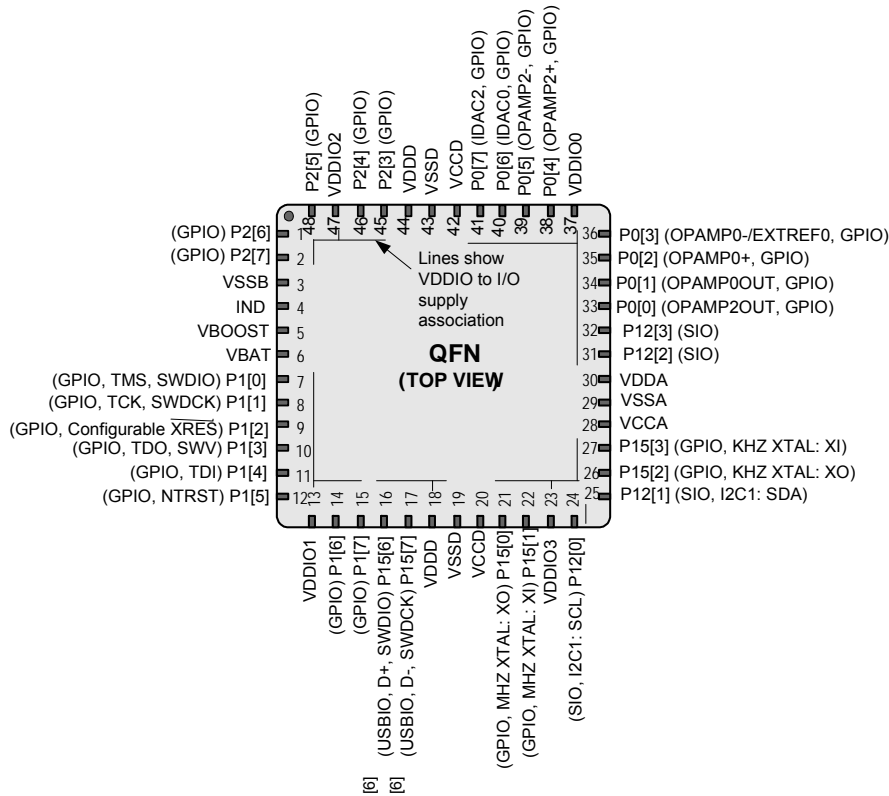 P2[5] (GPIO)
VDDIO2
P2[4] (GPIO)
P2[3] (GPIO)
VDDD
VSSD
VCCD
P0[7] (IDAC2, GPIO)
P0[6] (IDAC0, GPIO)
P0[5] (OPAMP2-, GPIO)
P0[4] (OPAMP2+, GPIO)
VDDIO0
48
47
46
45
44
43
42
41
40
39
38
37
(GPIO) P2[6] 1
(GPIO) P2[7] 2
VSSB 3
IND 4
VBOOST 5
VBAT 6
(GPIO, TMS, SWDIO) P1[0] 7
(GPIO, TCK, SWDCK) P1[1] 8
(GPIO, Configurable XRES) P1[2] 9
(GPIO, TDO, SWV) P1[3] 10
(GPIO, TDI) P1[4] 11
(GPIO, NTRST) P1[5] 12
Lines show
VDDIO to I/O
supply
association
QFN
(TOP VIEW)
36 P0[3] (OPAMP0-/EXTREF0, GPIO)
35 P0[2] (OPAMP0+, GPIO)
34 P0[1] (OPAMP0OUT, GPIO)
33 P0[0] (OPAMP2OUT, GPIO)
32 P12[3] (SIO)
31 P12[2] (SIO)
30 VDDA
29 VSSA
28 VCCA
27 P15[3] (GPIO, KHZ XTAL: XI)
26 P15[2] (GPIO, KHZ XTAL: XO)
25 P12[1] (SIO, I2C1: SDA)
13
14
15
16
17
18
19
20
21
22
23
24
VDDIO1
(GPIO) P1[6]
(GPIO) P1[7]
(USBIO, D+, SWDIO) P15[6]
(USBIO, D-, SWDCK) P15[7]
VDDD
VSSD
VCCD
(GPIO, MHZ XTAL: XO) P15[0]
(GPIO, MHZ XTAL: XI) P15[1]
VDDIO3
(SIO, I2C1: SCL) P12[0]
[6]
[6]